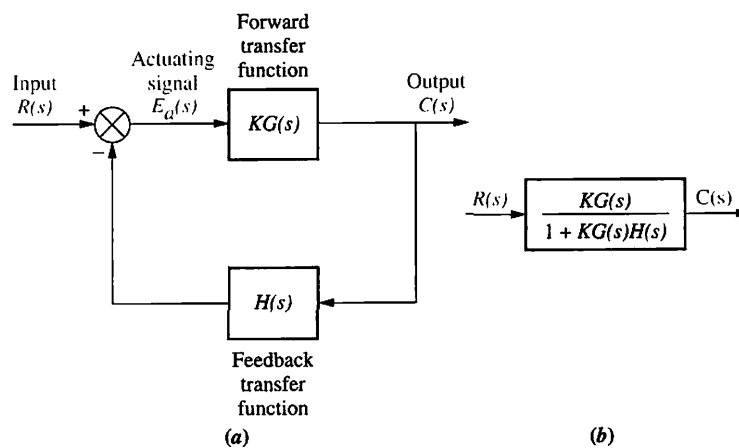 Forward
transfer
function
Input
R(s)
+
−
Actuating
signal
E_a(s)
KG(s)
Output
C(s)
H(s)
Feedback
transfer
function
(a)
R(s)
KG(s)
1 + KG(s)H(s)
C(s)
(b)